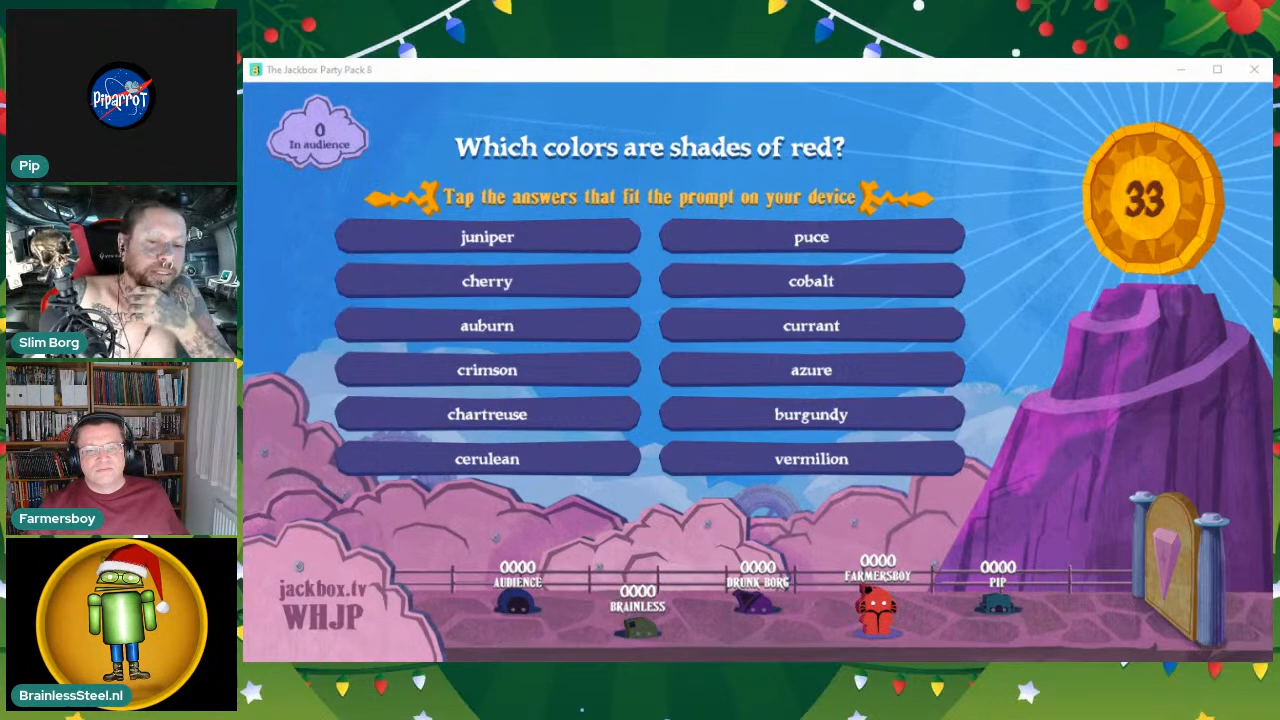 PiparroT
Pip
Slim Borg
Farmersboy
BrainlessSteel.nl
The Jackbox Party Pack 8
0
In audience
Which colors are shades of red?
Tap the answers that fit the prompt on your device
33
juniper
puce
cherry
cobalt
auburn
currant
crimson
azure
chartreuse
burgundy
cerulean
vermilion
0000
AUDIENCE
0000
BRAINLESS
0000
DRUNK BORG
0000
FARMERSBOY
0000
PIP
jackbox.tv
WHJP